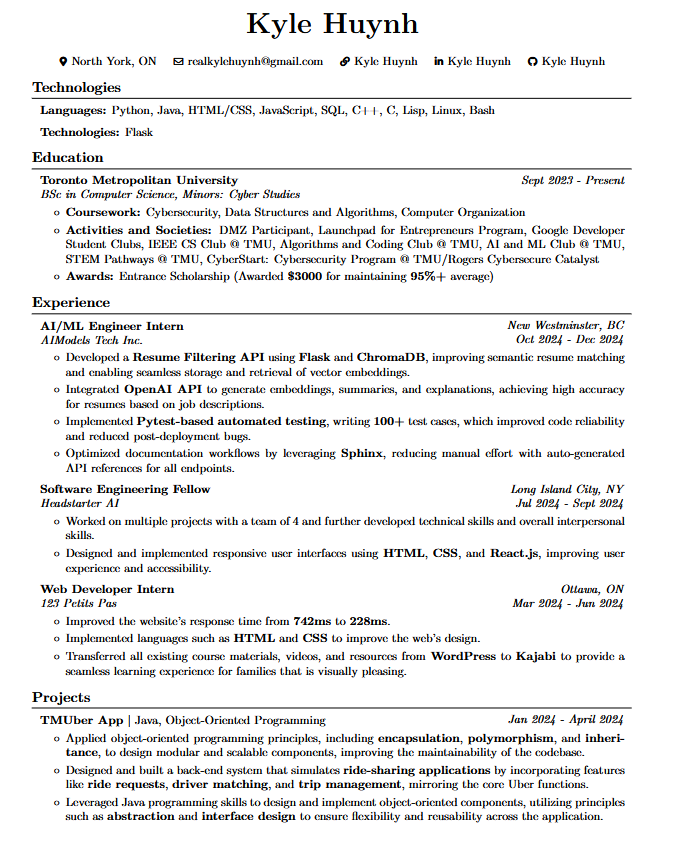 Kyle Huynh
North York, ON realkylehuynh@gmail.com Kyle Huynh Kyle Huynh Kyle Huynh
Technologies
Languages: Python, Java, HTML/CSS, JavaScript, SQL, C++, C, Lisp, Linux, Bash
Technologies: Flask
Education
Toronto Metropolitan University Sept 2023 - Present
BSc in Computer Science, Minors: Cyber Studies
Coursework: Cybersecurity, Data Structures and Algorithms, Computer Organization
Activities and Societies: DMZ Participant, Launchpad for Entrepreneurs Program, Google Developer
Student Clubs, IEEE CS Club @ TMU, Algorithms and Coding Club @ TMU, AI and ML Club @ TMU,
STEM Pathways @ TMU, CyberStart: Cybersecurity Program @ TMU/Rogers Cybersecure Catalyst
Awards: Entrance Scholarship (Awarded $3000 for maintaining 95%+ average)
Experience
AI/ML Engineer Intern New Westminster, BC
AIModels Tech Inc. Oct 2024 - Dec 2024
Developed a Resume Filtering API using Flask and ChromaDB, improving semantic resume matching
and enabling seamless storage and retrieval of vector embeddings.
Integrated OpenAI API to generate embeddings, summaries, and explanations, achieving high accuracy
for resumes based on job descriptions.
Implemented Pytest-based automated testing, writing 100+ test cases, which improved code reliability
and reduced post-deployment bugs.
Optimized documentation workflows by leveraging Sphinx, reducing manual effort with auto-generated
API references for all endpoints.
Software Engineering Fellow Long Island City, NY
Headstarter AI Jul 2024 - Sept 2024
Worked on multiple projects with a team of 4 and further developed technical skills and overall interpersonal
skills.
Designed and implemented responsive user interfaces using HTML, CSS, and React.js, improving user
experience and accessibility.
Web Developer Intern Ottawa, ON
123 Petits Pas Mar 2024 - Jun 2024
Improved the website's response time from 742ms to 228ms.
Implemented languages such as HTML and CSS to improve the web's design.
Transferred all existing course materials, videos, and resources from WordPress to Kajabi to provide a
seamless learning experience for families that is visually pleasing.
Projects
TMUber App | Java, Object-Oriented Programming Jan 2024 - April 2024
Applied object-oriented programming principles, including encapsulation, polymorphism, and inheri-
tance, to design modular and scalable components, improving the maintainability of the codebase.
Designed and built a back-end system that simulates ride-sharing applications by incorporating features
like ride requests, driver matching, and trip management, mirroring the core Uber functions.
Leveraged Java programming skills to design and implement object-oriented components, utilizing principles
such as abstraction and interface design to ensure flexibility and reusability across the application.